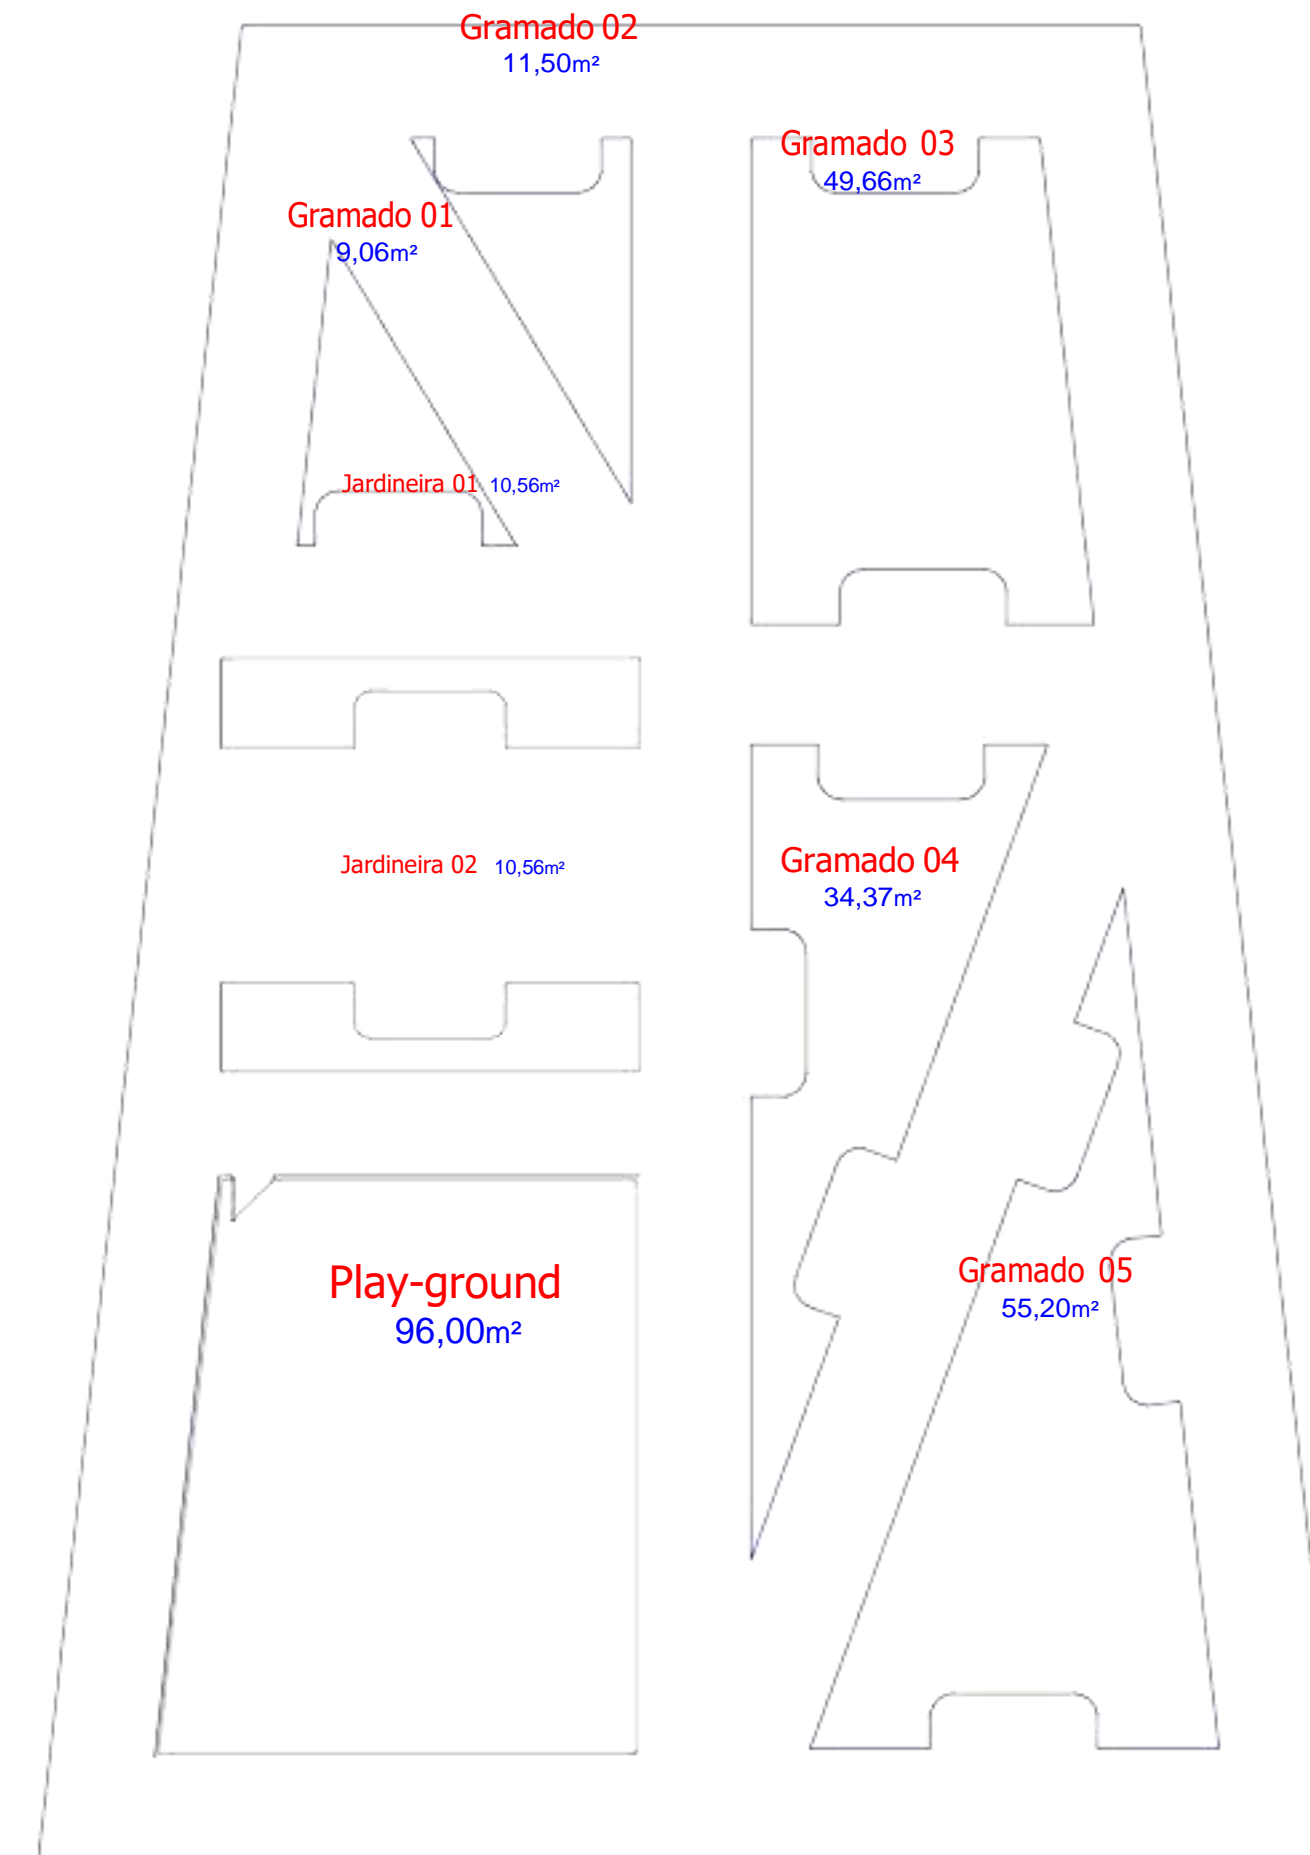 Gramado 02
11,50m²
Gramado 03
49,66m²
Gramado 01
9,06m²
Jardineira 01 10,56m²
Jardineira 02 10,56m²
Gramado 04
34,37m²
Play-ground
96,00m²
Gramado 05
55,20m²